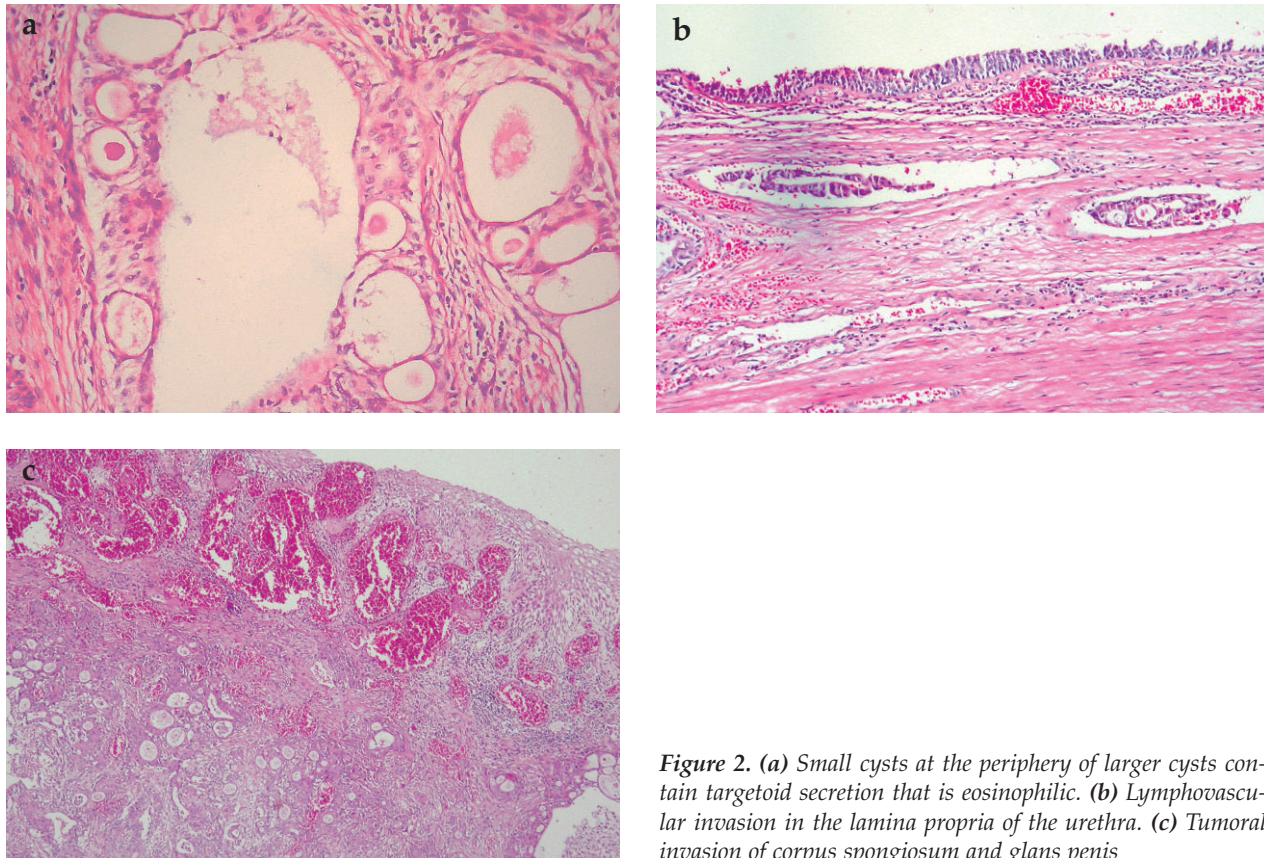 a
b
c
Figure 2. (a) Small cysts at the periphery of larger cysts con-
tain targetoid secretion that is eosinophilic. (b) Lymphovascu-
lar invasion in the lamina propria of the urethra. (c) Tumoral
invasion of corpus spongiosum and glans penis